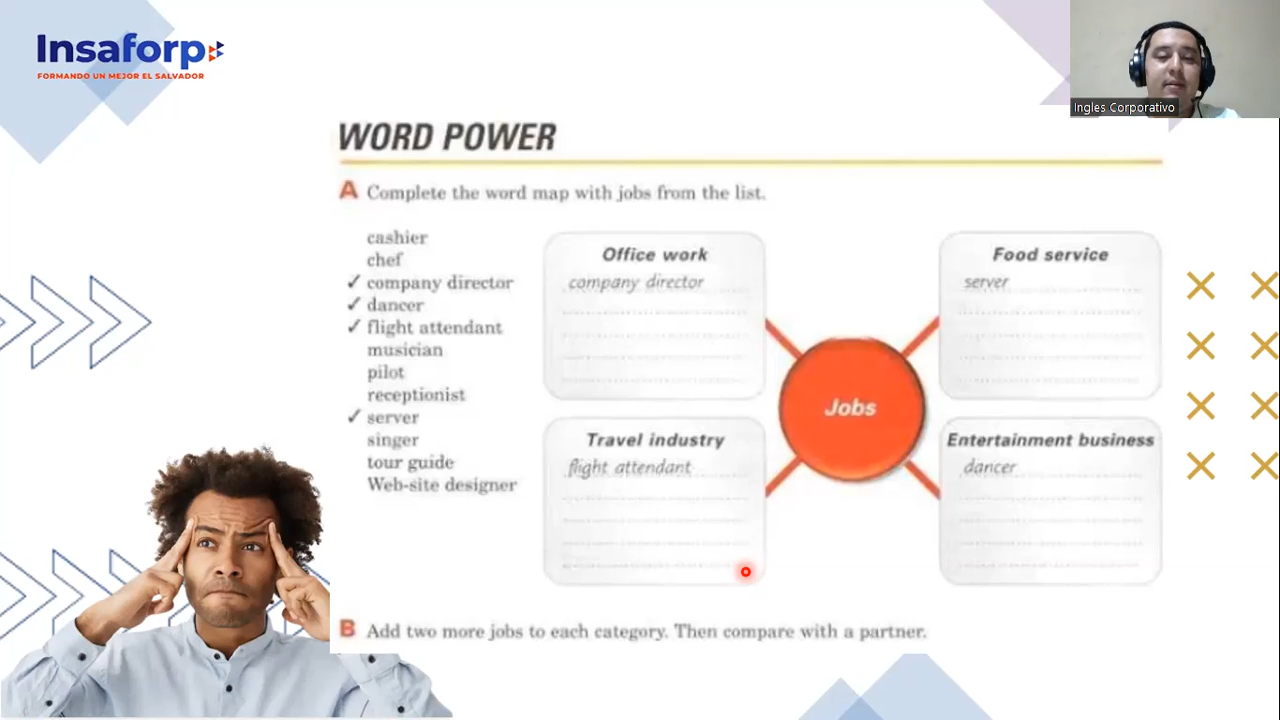 Insaforp
FORMANDO UN MEJOR EL SALVADOR
Ingles Corporativo
WORD POWER
A Complete the word map with jobs from the list.
cashier
chef
✓ company director
✓ dancer
✓ flight attendant
musician
pilot
receptionist
✓ server
singer
tour guide
Web-site designer
Office work
company director
Food service
server
Jobs
Travel industry
flight attendant
Entertainment business
dancer
B Add two more jobs to each category. Then compare with a partner.